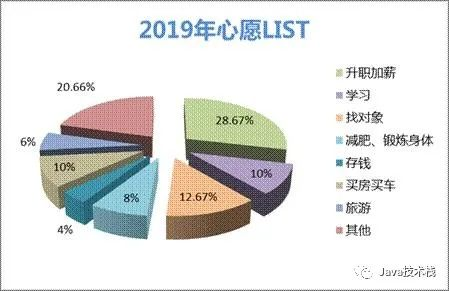 2019年心愿LIST
20.66%
28.67%
6%
10%
10%
4%
8%
12.67%
升职加薪
学习
找对象
减肥、锻炼身体
存钱
买房买车
旅游
其他
Java技术栈